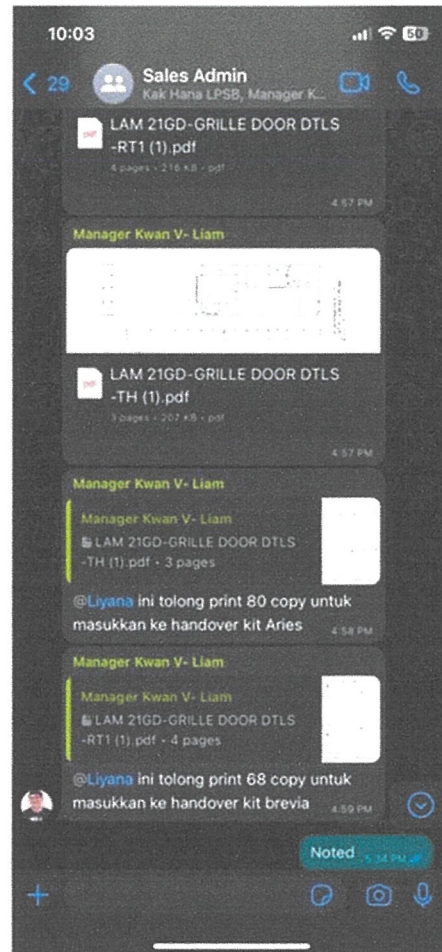 10:03
50
29
Sales Admin
Kak Hana LPSB, Manager K...
pdf
LAM 21GD-GRILLE DOOR DTLS
-RT1 (1).pdf
4 pages • 216 KB • pdf
4:57 PM
Manager Kwan V- Liam
pdf
LAM 21GD-GRILLE DOOR DTLS
-TH (1).pdf
3 pages • 207 KB • pdf
4:57 PM
Manager Kwan V- Liam
Manager Kwan V- Liam
LAM 21GD-GRILLE DOOR DTLS
-TH (1).pdf • 3 pages
@Liyana ini tolong print 80 copy untuk
masukkan ke handover kit Aries
4:58 PM
Manager Kwan V- Liam
Manager Kwan V- Liam
LAM 21GD-GRILLE DOOR DTLS
-RT1 (1).pdf • 4 pages
@Liyana ini tolong print 68 copy untuk
masukkan ke handover kit brevia
4:59 PM
Noted
5:34 PM